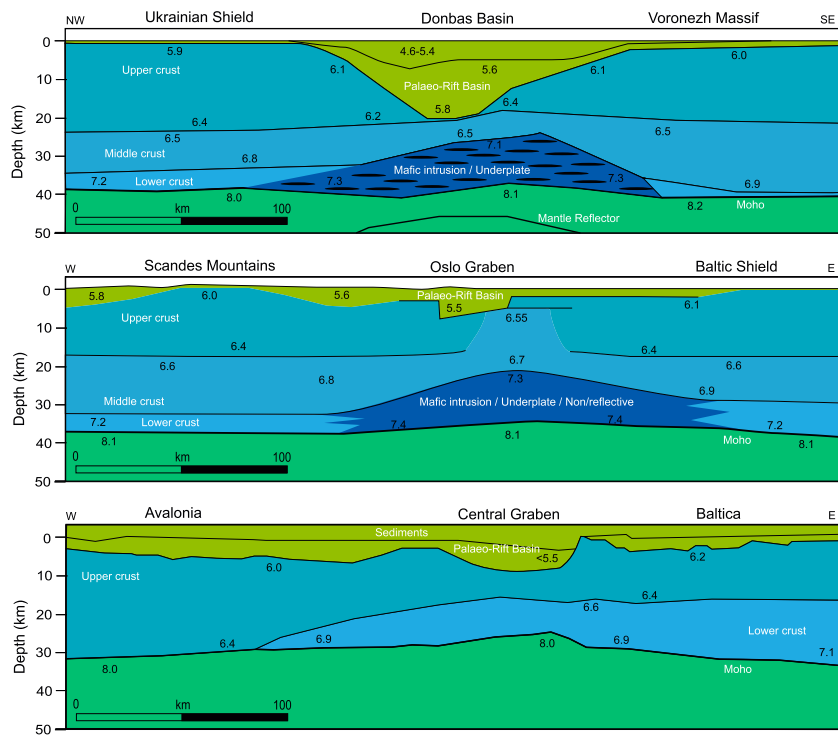 NW Ukrainian Shield Donbas Basin Voronezh Massif SE
0
10
20
30
40
50
Depth (km)
5.9 4.6-5.4 6.0
Upper crust 6.1 5.6 6.1
Palaeo-Rift Basin
5.8 6.4
6.4 6.2
6.5 6.5 6.5
Middle crust 6.8 7.1
Mafic intrusion / Underplate
7.2 Lower crust 7.3 7.3 6.9
8.0 8.1 8.2 Moho
0 km 100
Mantle Reflector
W Scandes Mountains Oslo Graben Baltic Shield E
0
10
20
30
40
50
Depth (km)
5.8 6.0 5.6 Palaeo-Rift Basin
5.5 6.1
Upper crust 6.55
6.4 6.4
6.6 6.7 6.6
6.8 7.3 6.9
Middle crust Mafic intrusion / Underplate / Non/reflective
7.2 Lower crust 7.4 7.4 7.2
8.1 8.1 Moho 8.1
0 km 100
W Avalonia Central Graben Baltica E
0
10
20
30
40
50
Depth (km)
Sediments
Palaeo-Rift Basin
<5.5 6.2
6.0
Upper crust
6.4
6.6
6.4 6.9 6.9 Lower crust
8.0 8.0 7.1
Moho
0 km 100